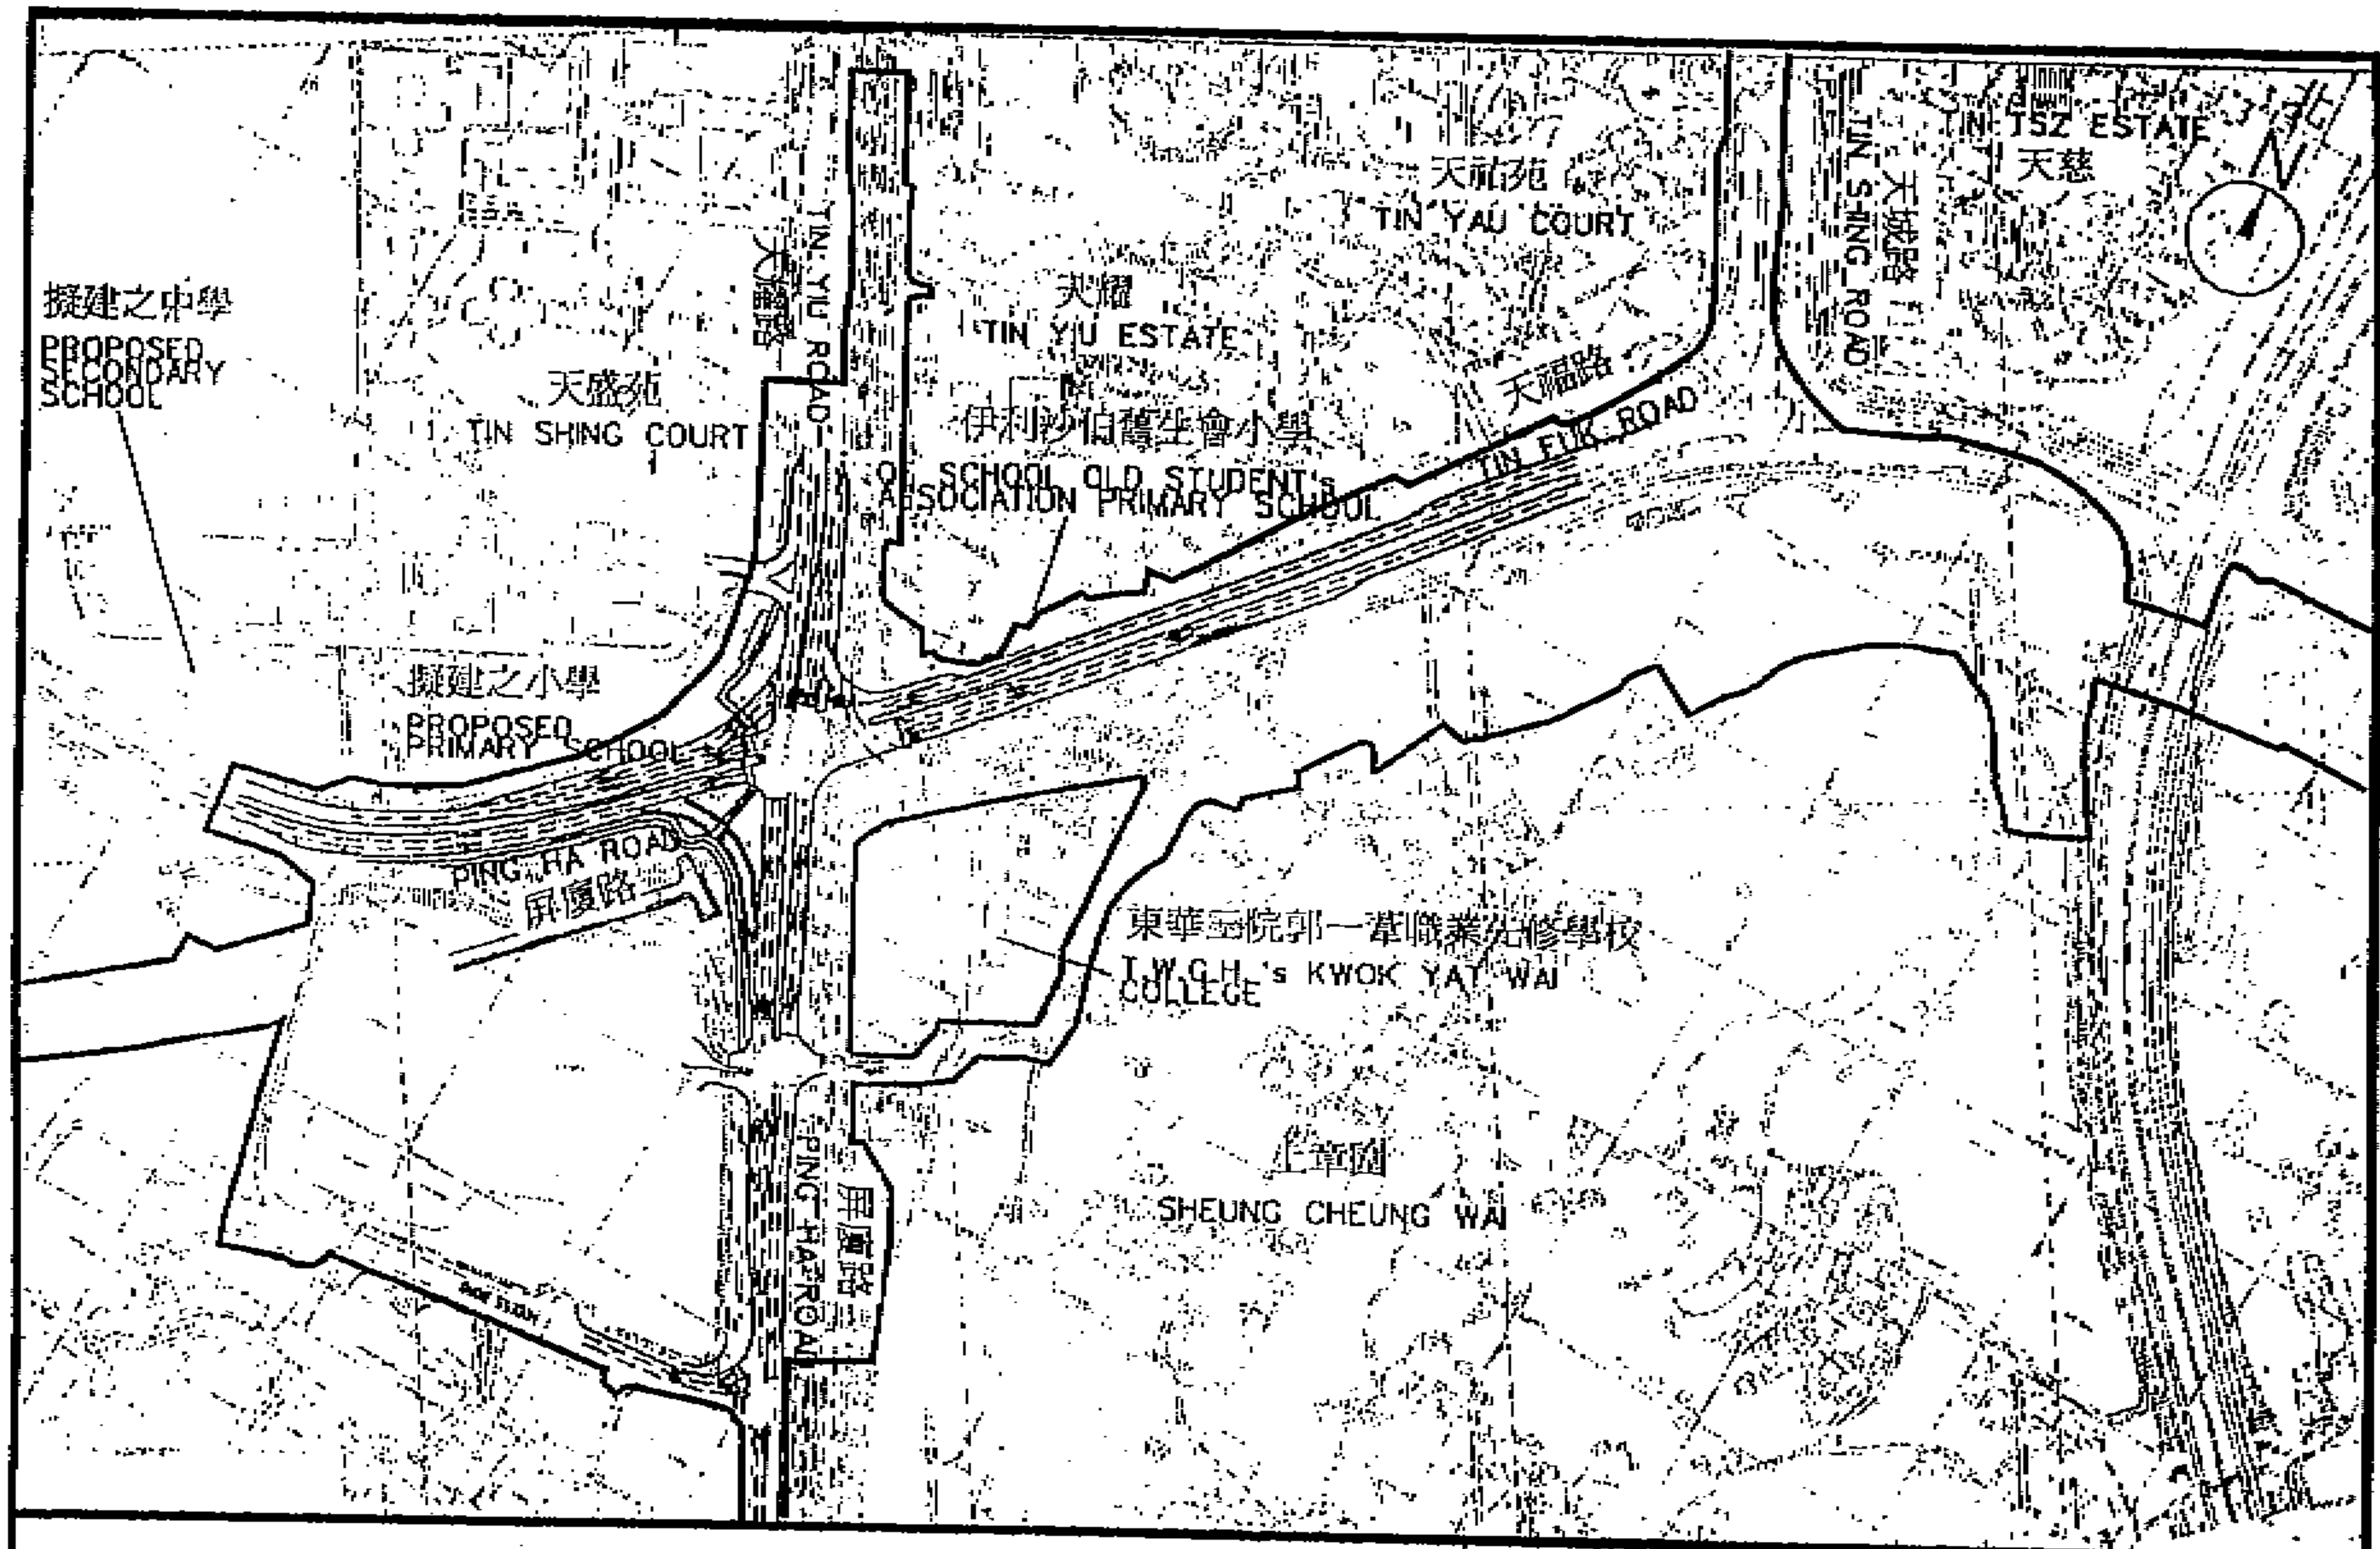 擬建之中學
PROPOSED
SECONDARY
SCHOOL
天盛苑
TIN SHING COURT
天耀路
TIN YIU ROAD
天耀
TIN YIU ESTATE
伊利沙伯舊生會小學
SCHOOL OLD STUDENT'S
ASSOCIATION PRIMARY SCHOOL
天祐苑
TIN YAU COURT
天福路
TIN FUK ROAD
TIN SHING ROAD
天城路
TIN TSZ ESTATE
天慈
北
N
擬建之小學
PROPOSED
PRIMARY SCHOOL
PING HA ROAD
屏廈路
東華三院郭一葦職業先修學校
T.W.G.H.'s KWOK YAT WAI
COLLEGE
上章圍
SHEUNG CHEUNG WAI
PING HA ROAD
屏廈路